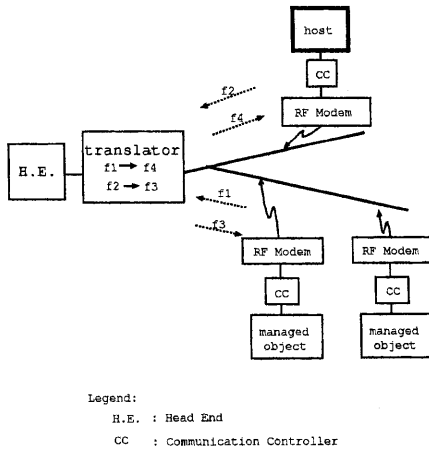 host
CC
RF Modem
f2
f4
translator
f1 → f4
f2 → f3
H.E.
f1
f3
RF Modem
RF Modem
CC
CC
managed
object
managed
object
Legend:
H.E. : Head End
CC : Communication Controller